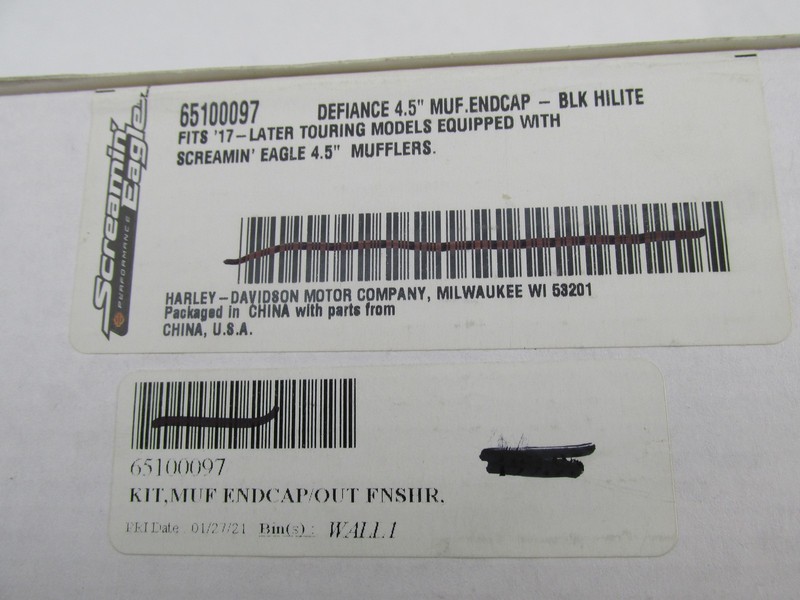 Screamin'
Eagle
PERFORMANCE
65100097 DEFIANCE 4.5" MUF.ENDCAP – BLK HILITE
FITS '17–LATER TOURING MODELS EQUIPPED WITH
SCREAMIN' EAGLE 4.5" MUFFLERS.
HARLEY–DAVIDSON MOTOR COMPANY, MILWAUKEE WI 53201
Packaged in CHINA with parts from
CHINA, U.S.A.
65100097
KIT,MUF ENDCAP/OUT FNSHR,
PRI Date: 01/27/21 Bin(s): WALL1